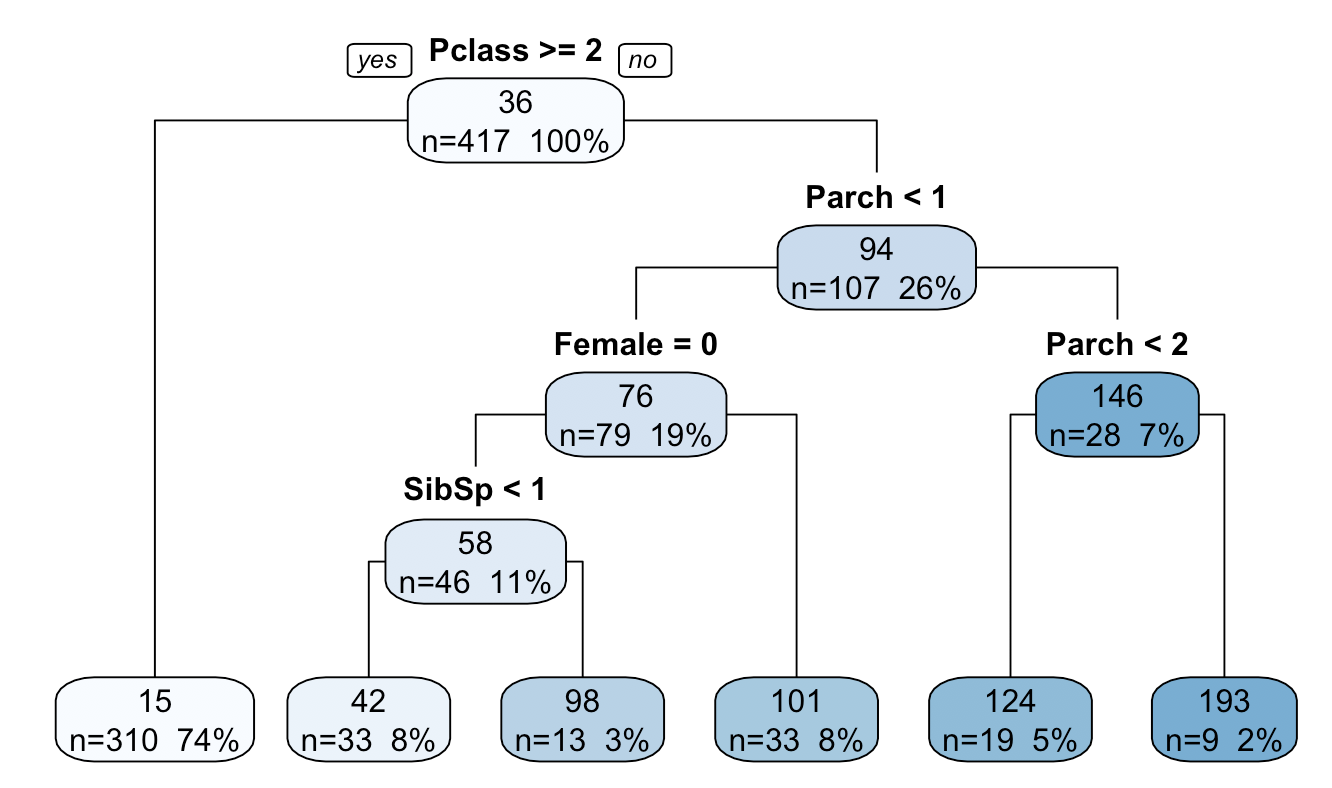 yes Pclass >= 2 no
36
n=417 100%
Parch < 1
94
n=107 26%
Female = 0 Parch < 2
76 146
n=79 19% n=28 7%
SibSp < 1
58
n=46 11%
15 42 98 101 124 193
n=310 74% n=33 8% n=13 3% n=33 8% n=19 5% n=9 2%